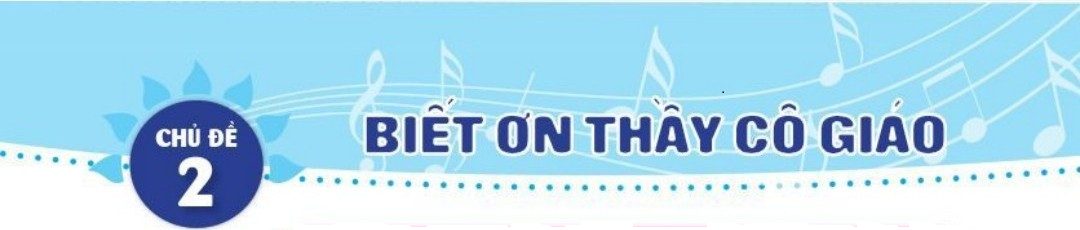 CHỦ ĐỀ
2
BIẾT ƠN THẦY CÔ GIÁO